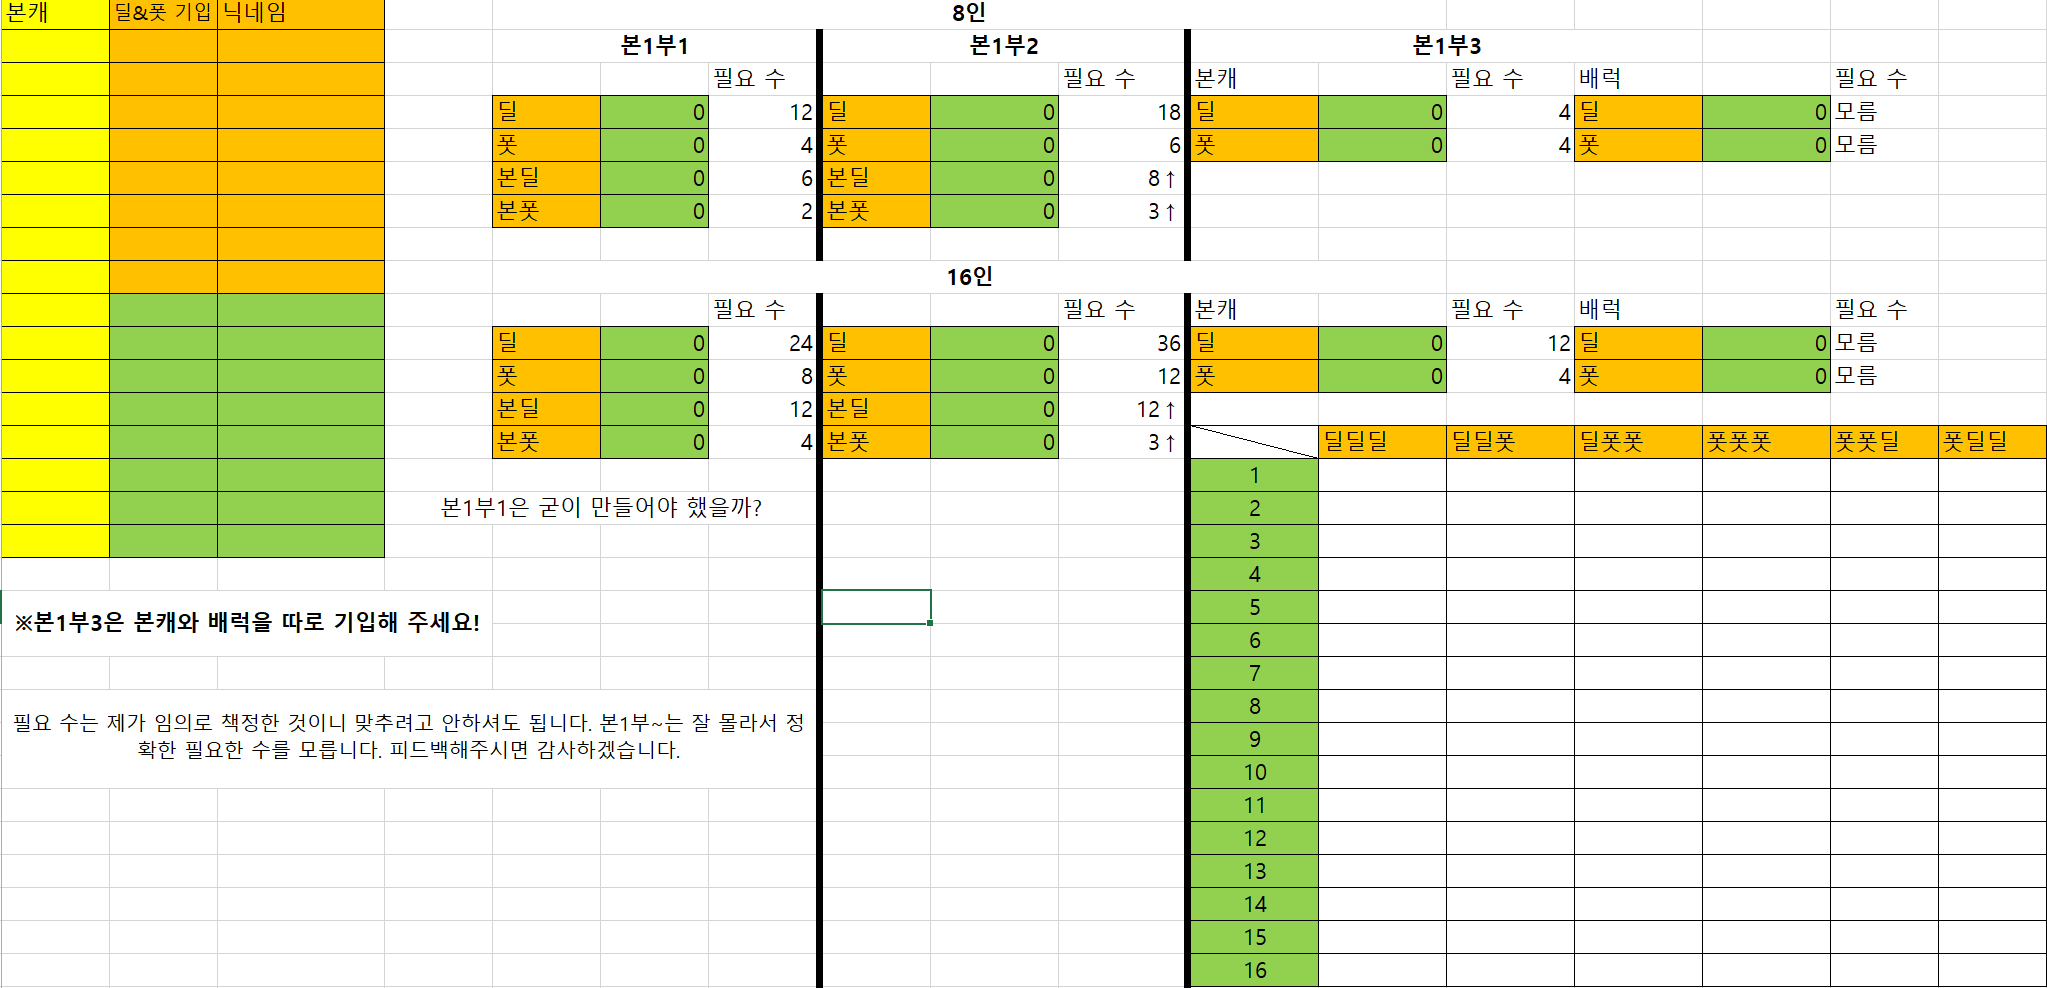 본캐 딜&폿 기입 닉네임 8인
본1부1 본1부2 본1부3
필요 수 필요 수 본캐 필요 수 배럭 필요 수
딜 0 12 딜 0 18 딜 0 4 딜 0 모름
폿 0 4 폿 0 6 폿 0 4 폿 0 모름
본딜 0 6 본딜 0 8↑
본폿 0 2 본폿 0 3↑
16인
필요 수 필요 수 본캐 필요 수 배럭 필요 수
딜 0 24 딜 0 36 딜 0 12 딜 0 모름
폿 0 8 폿 0 12 폿 0 4 폿 0 모름
본딜 0 12 본딜 0 12↑
본폿 0 4 본폿 0 3↑ 딜딜딜 딜딜폿 딜폿폿 폿폿폿 폿폿딜 폿딜딜
1
본1부1은 굳이 만들어야 했을까? 2
3
4
5
※본1부3은 본캐와 배럭을 따로 기입해 주세요!
6
7
8
필요 수는 제가 임의로 책정한 것이니 맞추려고 안하셔도 됩니다. 본1부~는 잘 몰라서 정
확한 필요한 수를 모릅니다. 피드백해주시면 감사하겠습니다.
9
10
11
12
13
14
15
16